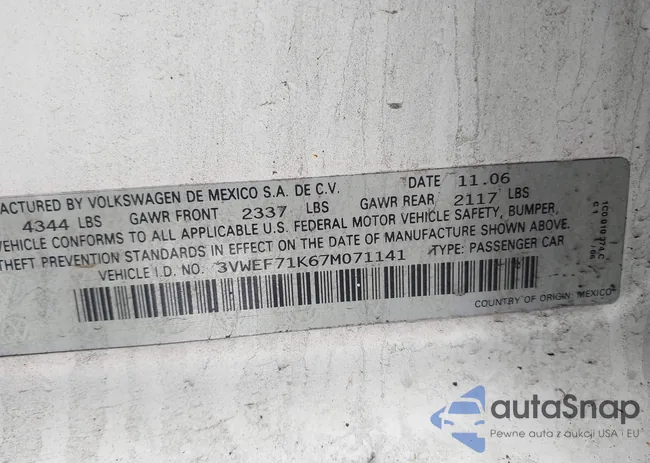 FACTURED BY VOLKSWAGEN DE MEXICO S.A. DE C.V. DATE 11.06
4344 LBS GAWR FRONT 2337 LBS GAWR REAR 2117 LBS
VEHICLE CONFORMS TO ALL APPLICABLE U.S. FEDERAL MOTOR VEHICLE SAFETY, BUMPER,
THEFT PREVENTION STANDARDS IN EFFECT ON THE DATE OF MANUFACTURE SHOWN ABOVE.
VEHICLE I.D. NO. 3VWEF71K67M071141 TYPE: PASSENGER CAR
COUNTRY OF ORIGIN: MEXICO
autoSnap
Pewne auta z aukcji USA i EU